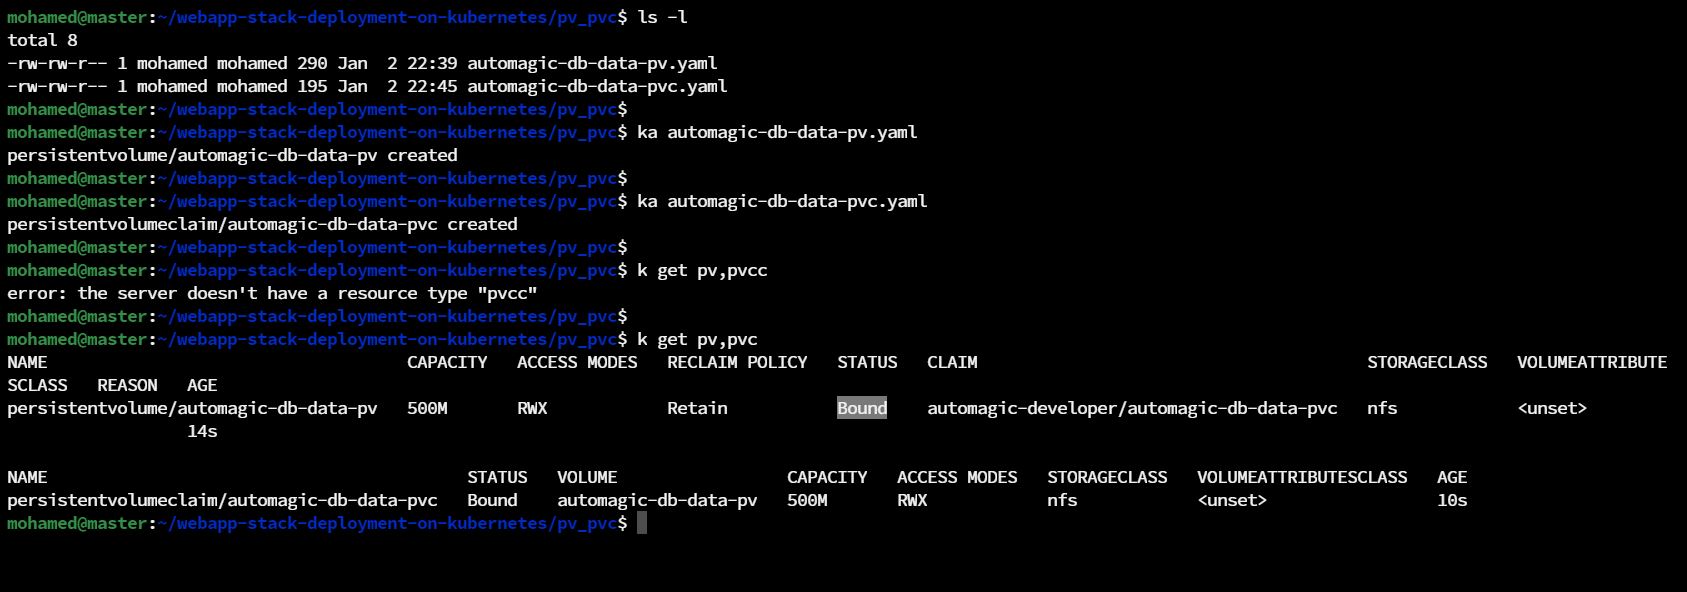 mohamed@master:~/webapp-stack-deployment-on-kubernetes/pv_pvc$ ls -l
total 8
-rw-rw-r-- 1 mohamed mohamed 290 Jan  2 22:39 automagic-db-data-pv.yaml
-rw-rw-r-- 1 mohamed mohamed 195 Jan  2 22:45 automagic-db-data-pvc.yaml
mohamed@master:~/webapp-stack-deployment-on-kubernetes/pv_pvc$
mohamed@master:~/webapp-stack-deployment-on-kubernetes/pv_pvc$ ka automagic-db-data-pv.yaml
persistentvolume/automagic-db-data-pv created
mohamed@master:~/webapp-stack-deployment-on-kubernetes/pv_pvc$
mohamed@master:~/webapp-stack-deployment-on-kubernetes/pv_pvc$ ka automagic-db-data-pvc.yaml
persistentvolumeclaim/automagic-db-data-pvc created
mohamed@master:~/webapp-stack-deployment-on-kubernetes/pv_pvc$
mohamed@master:~/webapp-stack-deployment-on-kubernetes/pv_pvc$ k get pv,pvcc
error: the server doesn't have a resource type "pvcc"
mohamed@master:~/webapp-stack-deployment-on-kubernetes/pv_pvc$
mohamed@master:~/webapp-stack-deployment-on-kubernetes/pv_pvc$ k get pv,pvc
NAME                                    CAPACITY   ACCESS MODES   RECLAIM POLICY   STATUS   CLAIM                                       STORAGECLASS   VOLUMEATTRIBUTE
SCLASS   REASON   AGE
persistentvolume/automagic-db-data-pv   500M       RWX            Retain           Bound    automagic-developer/automagic-db-data-pvc   nfs            <unset>
                  14s

NAME                                          STATUS   VOLUME                 CAPACITY   ACCESS MODES   STORAGECLASS   VOLUMEATTRIBUTESCLASS   AGE
persistentvolumeclaim/automagic-db-data-pvc   Bound    automagic-db-data-pv   500M       RWX            nfs            <unset>                 10s
mohamed@master:~/webapp-stack-deployment-on-kubernetes/pv_pvc$